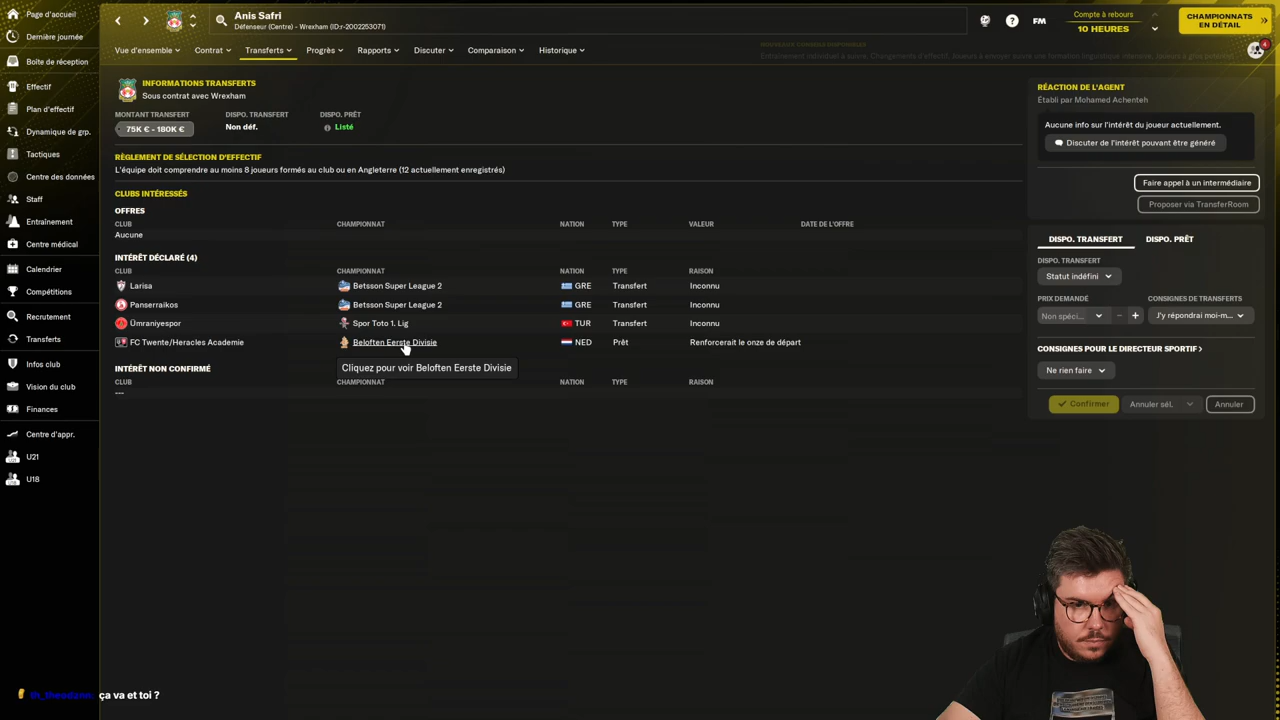 Page d'accueil
Dernière journée
Boîte de réception
Effectif
Plan d'effectif
Dynamique de grp.
Tactiques
Centre des données
Staff
Entraînement
Centre médical
Calendrier
Compétitions
Recrutement
Transferts
Infos club
Vision du club
Finances
Centre d'appr.
U21
U18
Anis Safri
Défenseur (Centre) - Wrexham (ID:r-2002253071)
FM
Compte à rebours
10 HEURES
CHAMPIONNATS
EN DÉTAIL
4
Vue d'ensemble
Contrat
Transferts
Progrès
Rapports
Discuter
Comparaison
Historique
INFORMATIONS TRANSFERTS
Sous contrat avec Wrexham
MONTANT TRANSFERT DISPO. TRANSFERT DISPO. PRÊT
75K € - 180K € Non déf. Listé
RÈGLEMENT DE SÉLECTION D'EFFECTIF
L'équipe doit comprendre au moins 8 joueurs formés au club ou en Angleterre (12 actuellement enregistrés)
CLUBS INTÉRESSÉS
OFFRES
CLUB CHAMPIONNAT NATION TYPE VALEUR DATE DE L'OFFRE
Aucune
INTÉRÊT DÉCLARÉ (4)
CLUB CHAMPIONNAT NATION TYPE RAISON
Larisa Betsson Super League 2 GRE Transfert Inconnu
Panserraikos Betsson Super League 2 GRE Transfert Inconnu
Ümraniyespor Spor Toto 1. Lig TUR Transfert Inconnu
FC Twente/Heracles Academie Beloften Eerste Divisie NED Prêt Renforcerait le onze de départ
Cliquez pour voir Beloften Eerste Divisie
INTÉRÊT NON CONFIRMÉ
CLUB CHAMPIONNAT NATION TYPE RAISON
---
RÉACTION DE L'AGENT
Établi par Mohamed Achenteh
Aucune info sur l'intérêt du joueur actuellement.
Discuter de l'intérêt pouvant être généré
Faire appel à un intermédiaire
Proposer via TransferRoom
DISPO. TRANSFERT DISPO. PRÊT
DISPO. TRANSFERT
Statut indéfini
PRIX DEMANDÉ CONSIGNES DE TRANSFERTS
Non spéci... J'y répondrai moi-m...
CONSIGNES POUR LE DIRECTEUR SPORTIF >
Ne rien faire
Confirmer Annuler sél. Annuler
ça va et toi ?